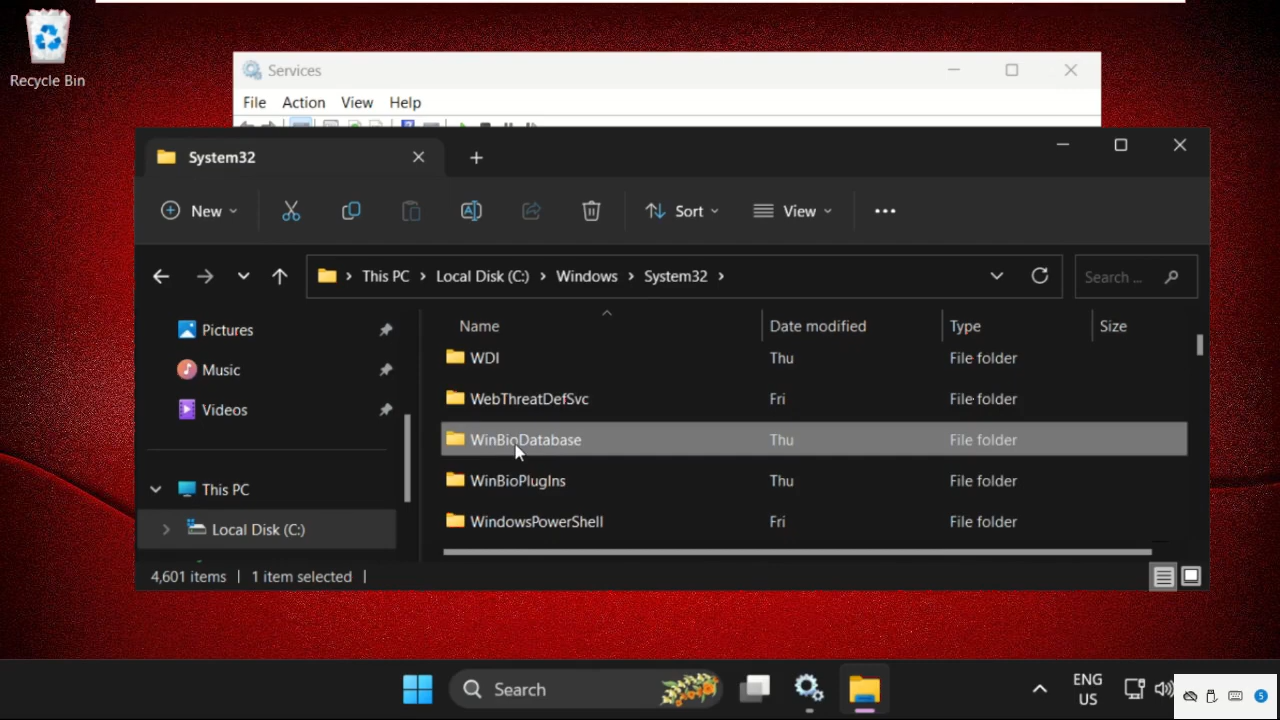 Recycle Bin
Services
File Action View Help
System32
New Sort View
This PC Local Disk (C:) Windows System32 Search ...
Pictures
Music
Videos
This PC
Local Disk (C:)
Name Date modified Type Size
WDI Thu File folder
WebThreatDefSvc Fri File folder
WinBioDatabase Thu File folder
WinBioPlugIns Thu File folder
WindowsPowerShell Fri File folder
4,601 items 1 item selected
Search
ENG
US
5